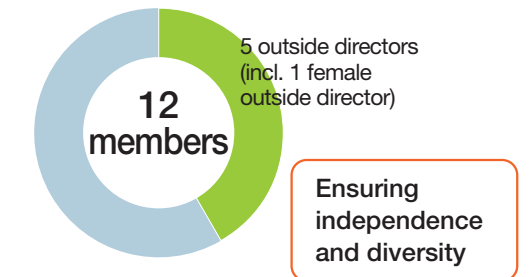 5 outside directors
(incl. 1 female
outside director)
12
members
Ensuring
independence
and diversity